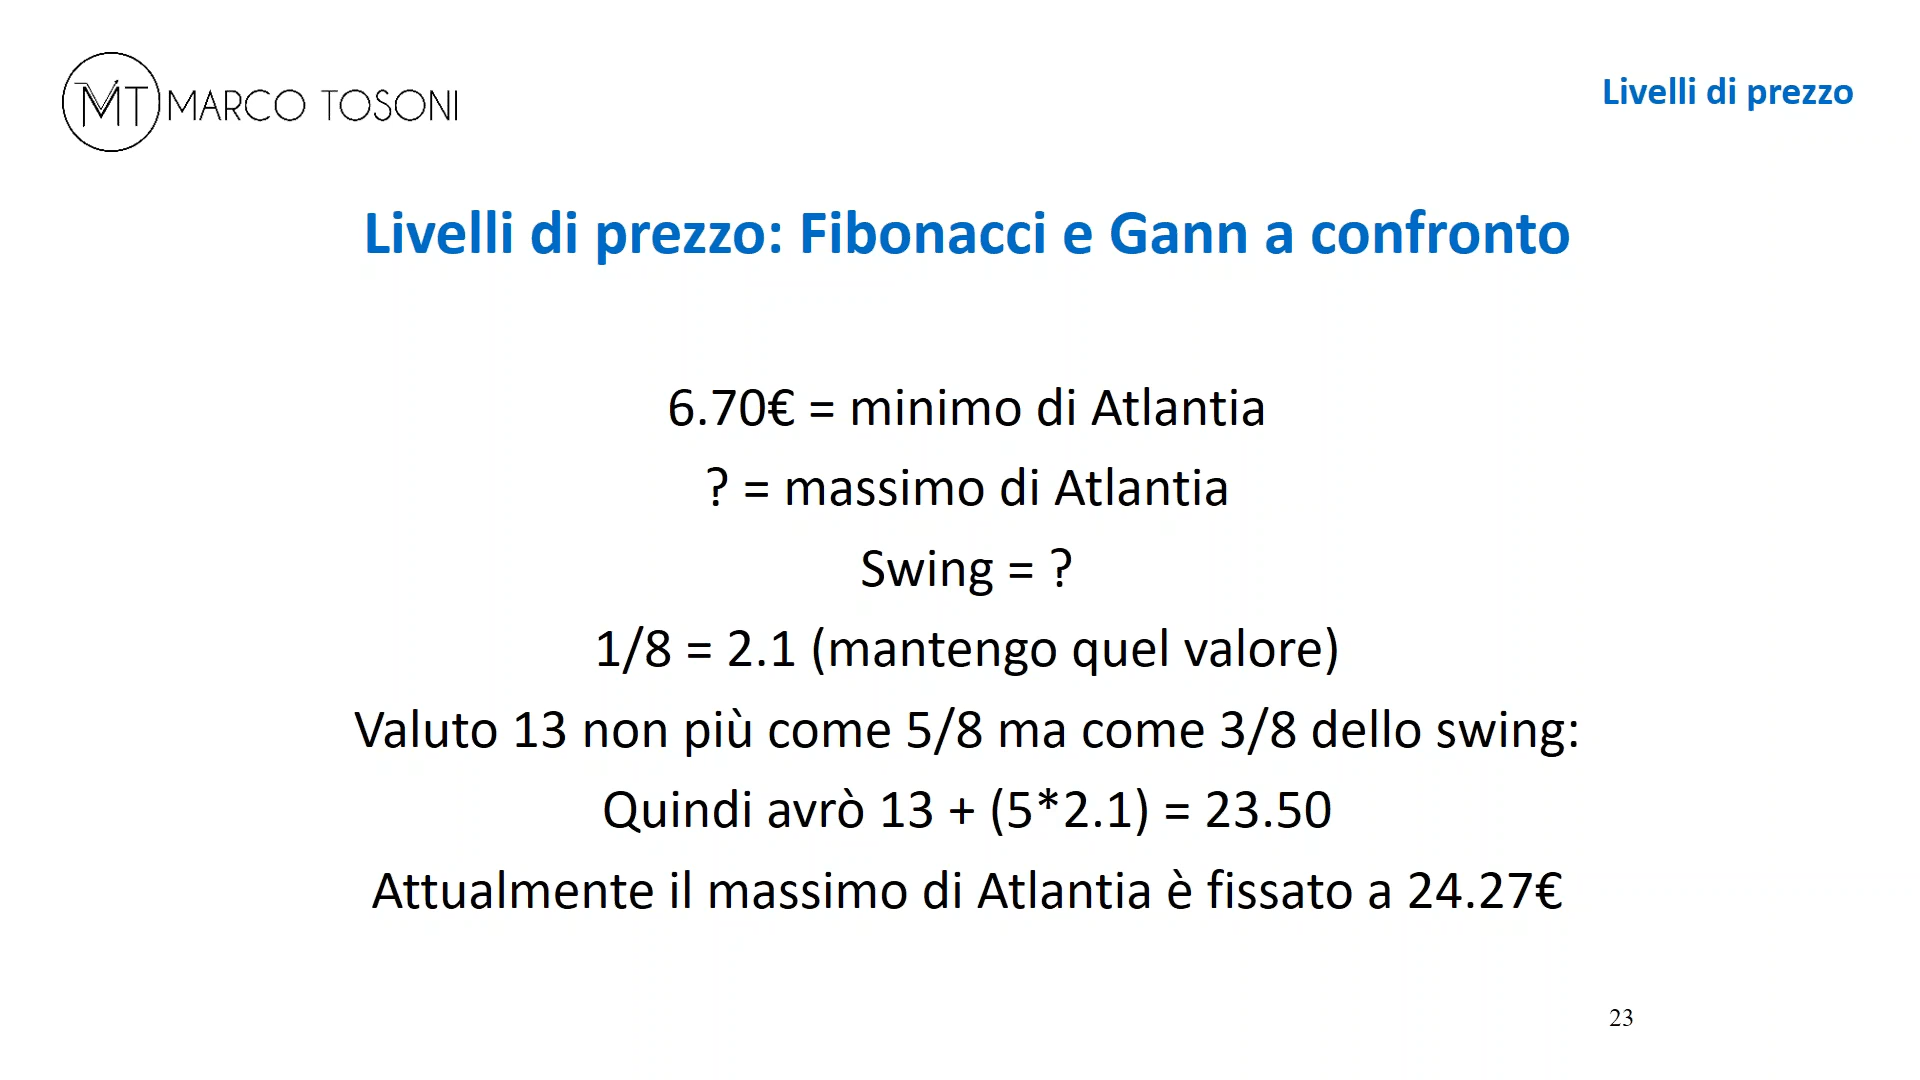 MT MARCO TOSONI
Livelli di prezzo
Livelli di prezzo: Fibonacci e Gann a confronto
6.70€ = minimo di Atlantia
? = massimo di Atlantia
Swing = ?
1/8 = 2.1 (mantengo quel valore)
Valuto 13 non più come 5/8 ma come 3/8 dello swing:
Quindi avrò 13 + (5*2.1) = 23.50
Attualmente il massimo di Atlantia è fissato a 24.27€
23